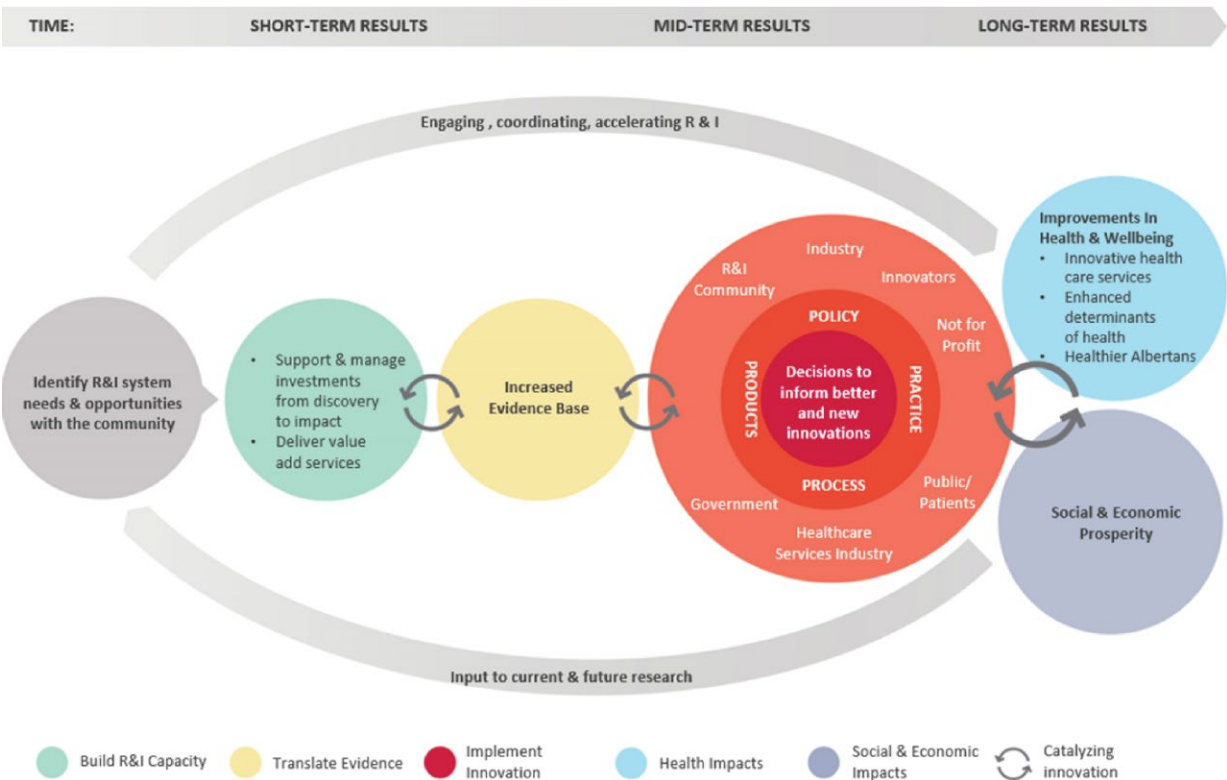 TIME:
SHORT-TERM RESULTS
MID-TERM RESULTS
LONG-TERM RESULTS
Engaging , coordinating, accelerating R & I
Identify R&I system
needs & opportunities
with the community
• Support & manage
investments
from discovery
to impact
• Deliver value
add services
Increased
Evidence Base
R&I
Community
Industry
Innovators
Not for
Profit
Public/
Patients
Healthcare
Services Industry
Government
POLICY
PRACTICE
PROCESS
PRODUCTS
Decisions to
inform better
and new
innovations
Improvements In
Health & Wellbeing
• Innovative health
care services
• Enhanced
determinants
of health
• Healthier Albertans
Social & Economic
Prosperity
Input to current & future research
Build R&I Capacity
Translate Evidence
Implement
Innovation
Health Impacts
Social & Economic
Impacts
Catalyzing
innovation